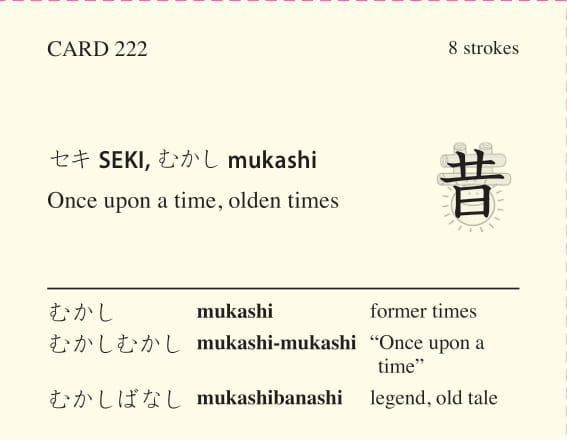 CARD 222 8 strokes
セキ SEKI, むかし mukashi
Once upon a time, olden times
昔
むかし mukashi former times
むかしむかし mukashi-mukashi “Once upon a
time”
むかしばなし mukashibanashi legend, old tale